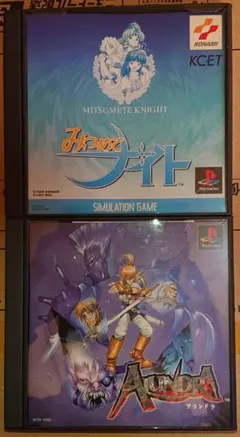 KONAMI
KCET
MITSUMETE KNIGHT
みつめて
ナイト
PlayStation
SIMULATION GAME
ALUNDRA
アランドラ